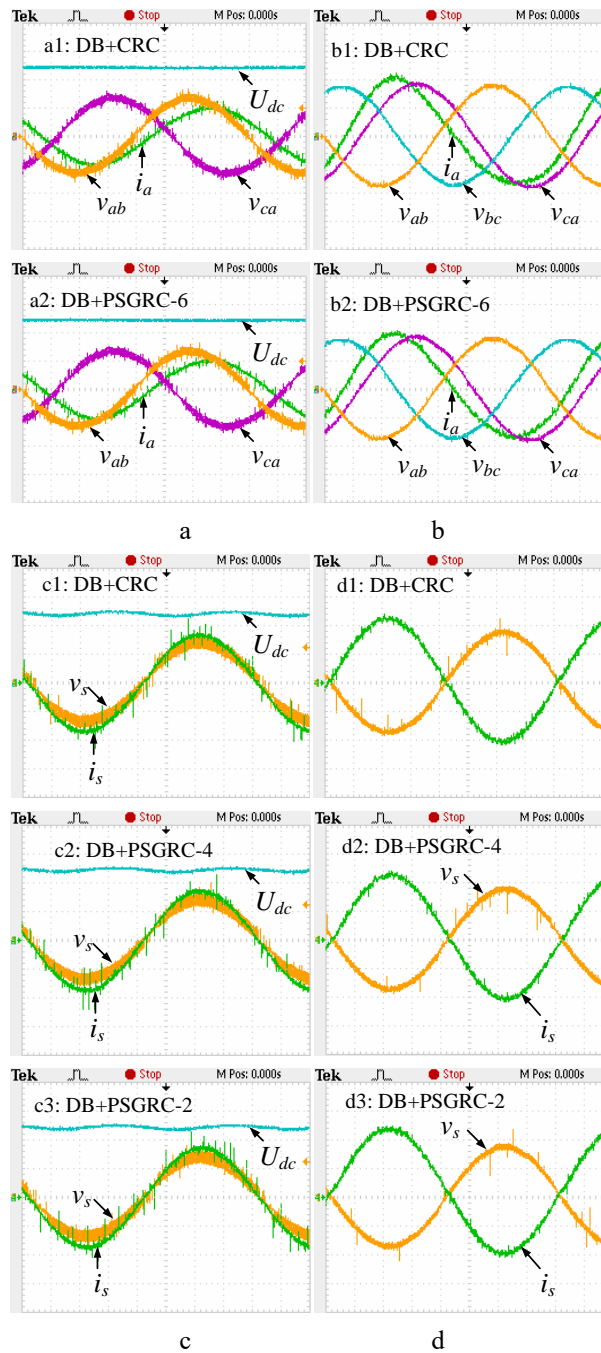 Tek Stop M Pos: 0.000s Tek Stop M Pos: 0.000s
a1: DB+CRC b1: DB+CRC
U_dc
i_a i_a
v_ab v_ca v_ab v_bc v_ca
Tek Stop M Pos: 0.000s Tek Stop M Pos: 0.000s
a2: DB+PSGRC-6 b2: DB+PSGRC-6
U_dc
i_a i_a
v_ab v_ca v_ab v_bc v_ca
a b
Tek Stop M Pos: 0.000s Tek Stop M Pos: 0.000s
c1: DB+CRC d1: DB+CRC
U_dc
v_s
i_s
Tek Stop M Pos: 0.000s Tek Stop M Pos: 0.000s
c2: DB+PSGRC-4 d2: DB+PSGRC-4
v_s
U_dc
v_s
i_s i_s
Tek Stop M Pos: 0.000s Tek Stop M Pos: 0.000s
c3: DB+PSGRC-2 d3: DB+PSGRC-2
v_s
U_dc
v_s
i_s i_s
c d